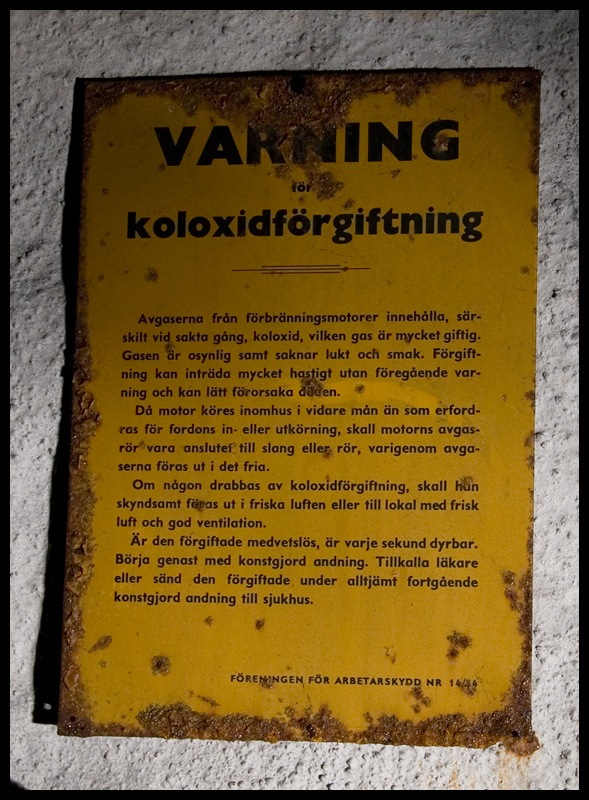 VARNING
för
koloxidförgiftning
Avgaserna från förbränningsmotorer innehålla, sär-
skilt vid sakta gång, koloxid, vilken gas är mycket giftig.
Gasen är osynlig samt saknar lukt och smak. Förgift-
ning kan inträda mycket hastigt utan föregående var-
ning och kan lätt förorsaka döden.
Då motor köres inomhus i vidare mån än som erford-
ras för fordons in- eller utkörning, skall motorns avgas-
rör vara anslutet till slang eller rör, varigenom avga-
serna föras ut i det fria.
Om någon drabbas av koloxidförgiftning, skall han
skyndsamt föras ut i friska luften eller till lokal med frisk
luft och god ventilation.
Är den förgiftade medvetslös, är varje sekund dyrbar.
Börja genast med konstgjord andning. Tillkalla läkare
eller sänd den förgiftade under alltjämt fortgående
konstgjord andning till sjukhus.
FÖRENINGEN FÖR ARBETARSKYDD NR